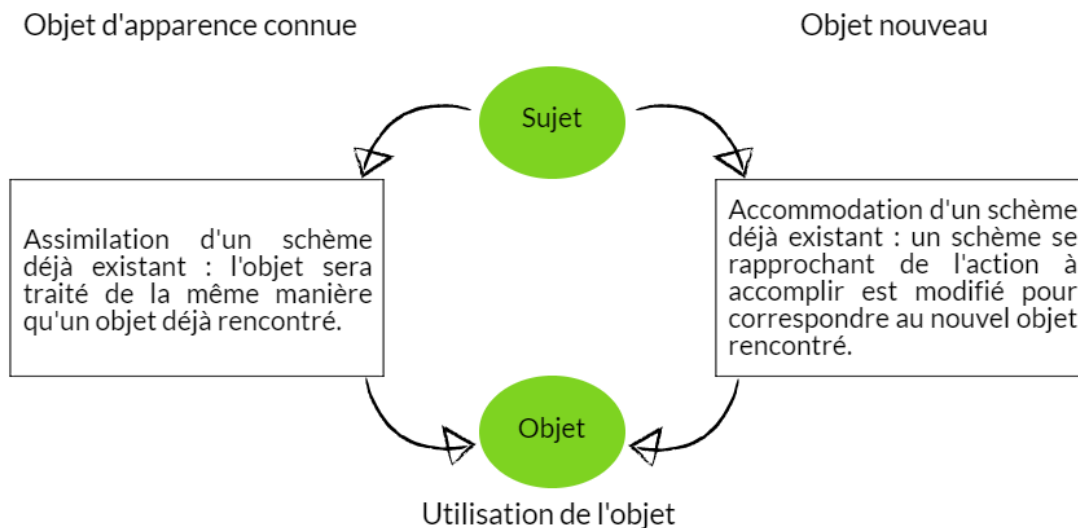 Objet d'apparence connue
Objet nouveau
Sujet
Assimilation d'un schème
déjà existant : l'objet sera
traité de la même manière
qu'un objet déjà rencontré.
Accommodation d'un schème
déjà existant : un schème se
rapprochant de l'action à
accomplir est modifié pour
correspondre au nouvel objet
rencontré.
Objet
Utilisation de l'objet